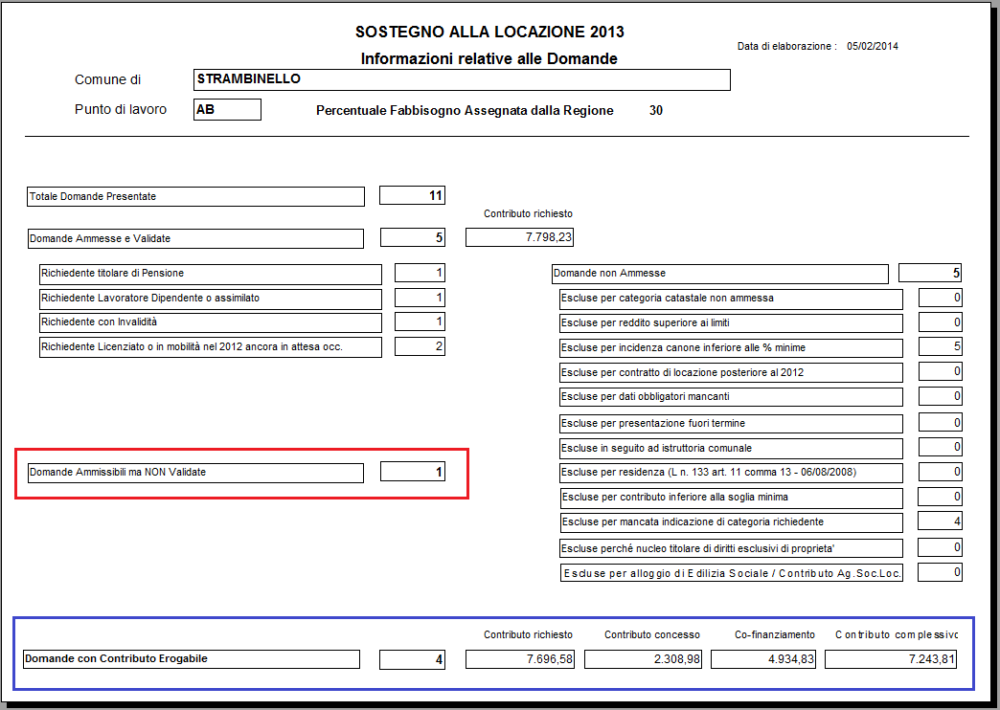 SOSTEGNO ALLA LOCAZIONE 2013
Data di elaborazione : 05/02/2014
Informazioni relative alle Domande
Comune di STRAMBINELLO
Punto di lavoro AB Percentuale Fabbisogno Assegnata dalla Regione 30
Totale Domande Presentate 11
Contributo richiesto
Domande Ammesse e Validate 5 7.798,23
Richiedente titolare di Pensione 1
Richiedente Lavoratore Dipendente o assimilato 1
Richiedente con Invalidità 1
Richiedente Licenziato o in mobilità nel 2012 ancora in attesa occ. 2
Domande non Ammesse 5
Escluse per categoria catastale non ammessa 0
Escluse per reddito superiore ai limiti 0
Escluse per incidenza canone inferiore alle % minime 5
Escluse per contratto di locazione posteriore al 2012 0
Escluse per dati obbligatori mancanti 0
Escluse per presentazione fuori termine 0
Escluse in seguito ad istruttoria comunale 0
Escluse per residenza (L n. 133 art. 11 comma 13 - 06/08/2008) 0
Escluse per contributo inferiore alla soglia minima 0
Escluse per mancata indicazione di categoria richiedente 4
Escluse perché nucleo titolare di diritti esclusivi di proprieta' 0
Escluse per alloggio di Edilizia Sociale / Contributo Ag.Soc.Loc. 0
Domande Ammissibili ma NON Validate 1
Contributo richiesto Contributo concesso Co-finanziamento Contributo complessivo
Domande con Contributo Erogabile 4 7.696,58 2.308,98 4.934,83 7.243,81